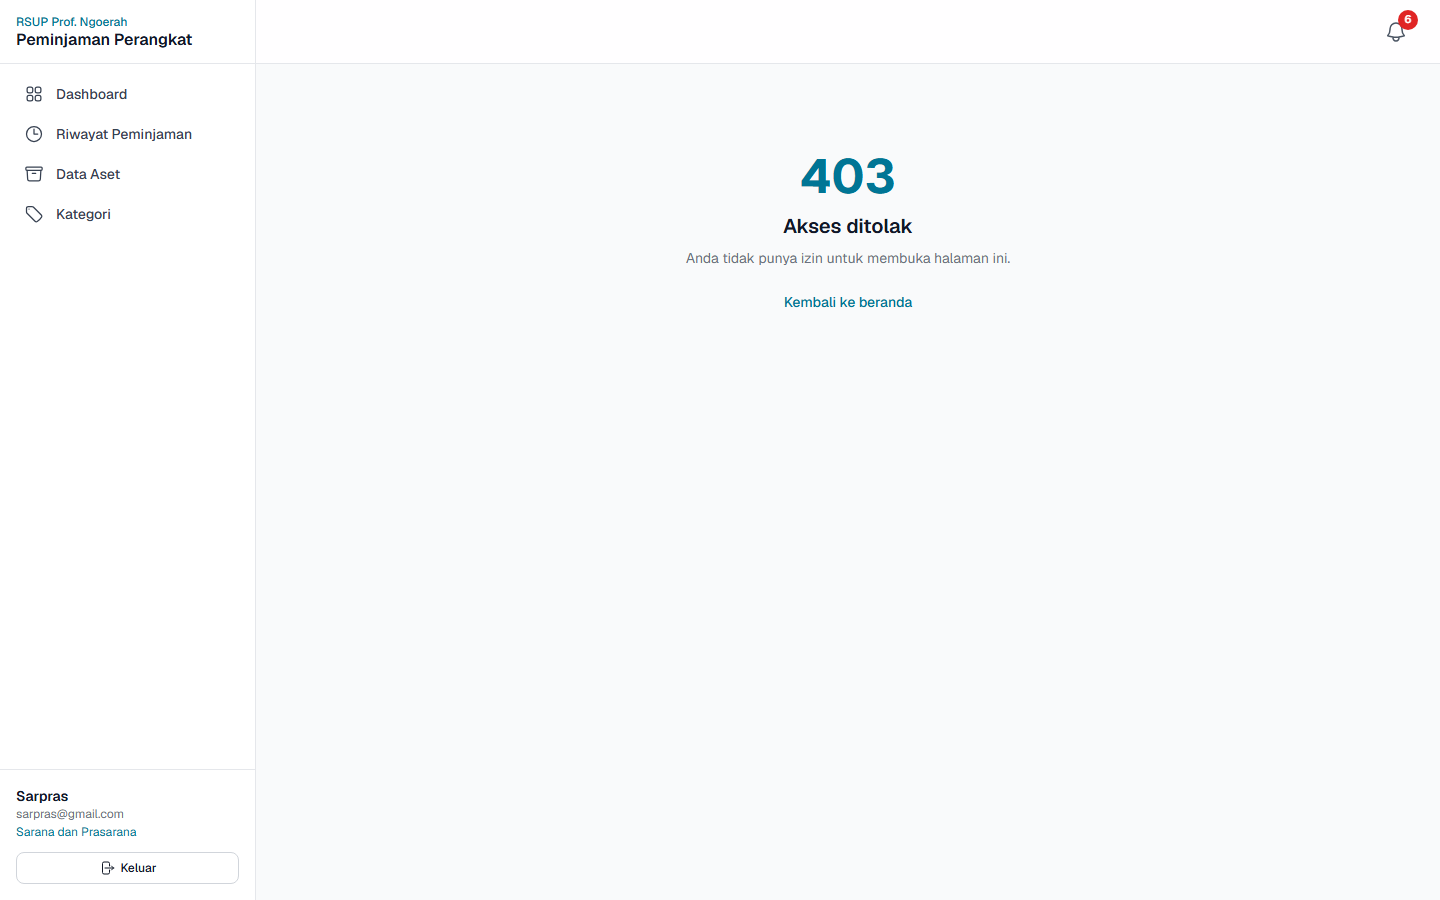 RSUP Prof. Ngoerah
Peminjaman Perangkat
6
Dashboard
Riwayat Peminjaman
Data Aset
Kategori
403
Akses ditolak
Anda tidak punya izin untuk membuka halaman ini.
Kembali ke beranda
Sarpras
sarpras@gmail.com
Sarana dan Prasarana
Keluar